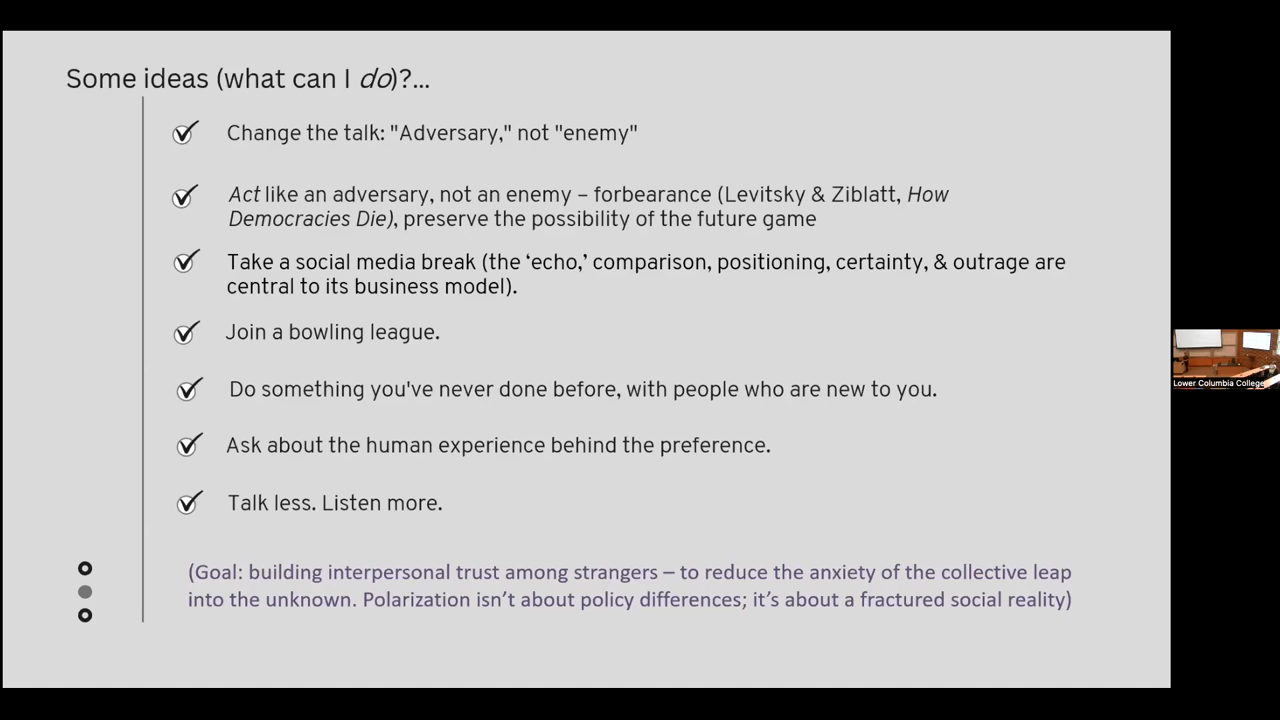 Some ideas (what can I do)?...
Change the talk: "Adversary," not "enemy"
Act like an adversary, not an enemy – forbearance (Levitsky & Ziblatt, How
Democracies Die), preserve the possibility of the future game
Take a social media break (the ‘echo,’ comparison, positioning, certainty, & outrage are
central to its business model).
Join a bowling league.
Do something you've never done before, with people who are new to you.
Ask about the human experience behind the preference.
Talk less. Listen more.
(Goal: building interpersonal trust among strangers – to reduce the anxiety of the collective leap
into the unknown. Polarization isn’t about policy differences; it’s about a fractured social reality)
Lower Columbia College